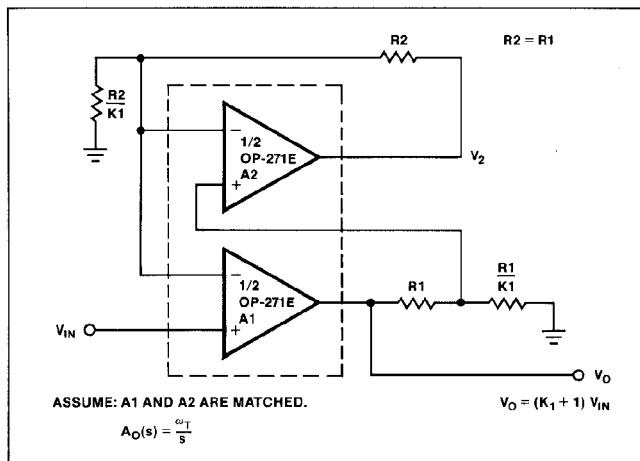 R2
R2 = R1
R2
K1
−
1/2
OP-271E
A2
+
V2
−
1/2
OP-271E
A1
+
R1
R1
K1
VIN
VO
ASSUME: A1 AND A2 ARE MATCHED.
AO(s) = ωT
s
VO = (K1 + 1) VIN